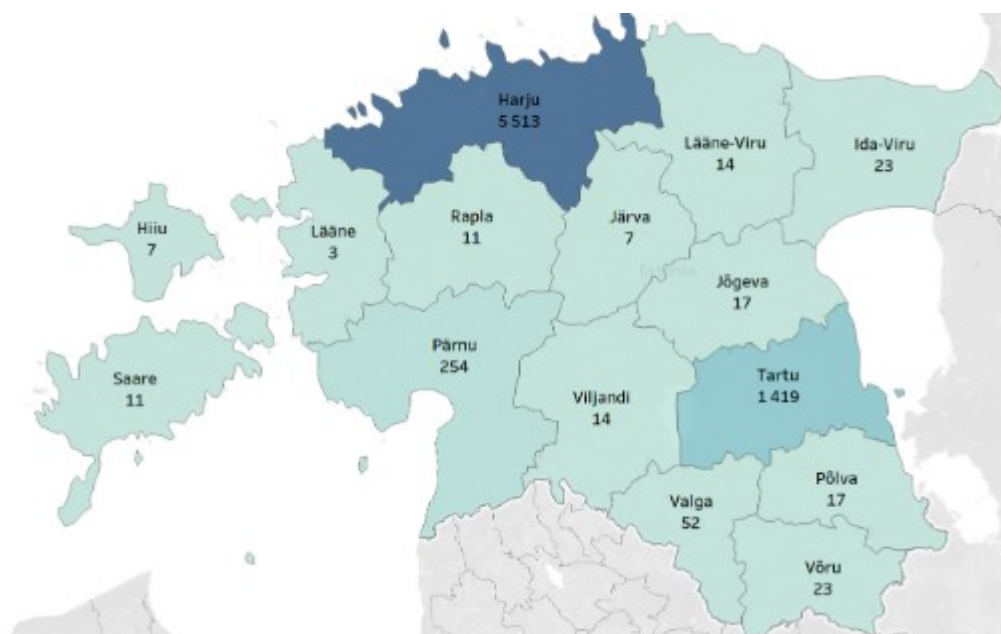 Harju
5 513
Lääne-Viru
14
Ida-Viru
23
Hiiu
7
Lääne
3
Rapla
11
Järva
7
Estonia
Jõgeva
17
Saare
11
Pärnu
254
Viljandi
14
Tartu
1 419
Valga
52
Põlva
17
Võru
23